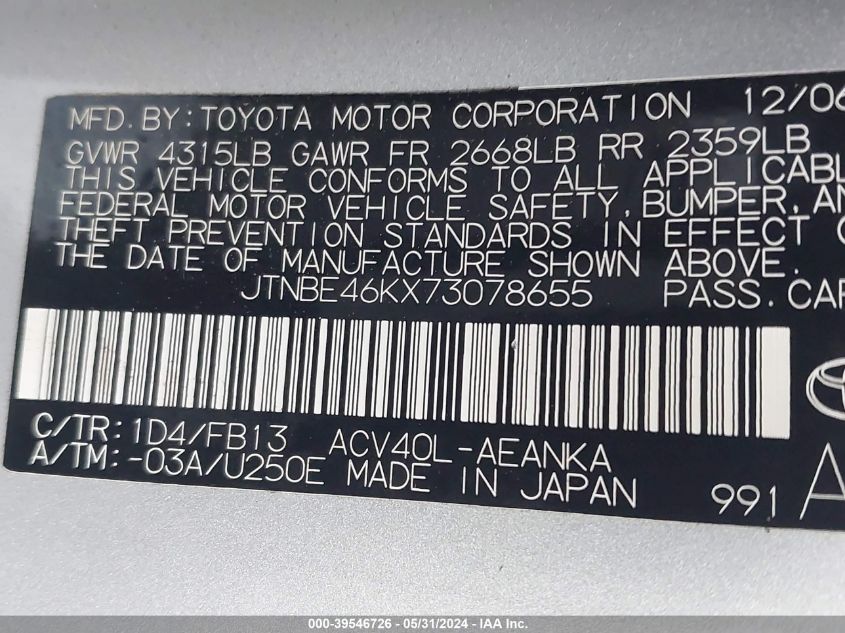 MFD. BY: TOYOTA MOTOR CORPORATION 12/06
GVWR 4315LB GAWR FR 2668LB RR 2359LB
THIS VEHICLE CONFORMS TO ALL APPLICABL
FEDERAL MOTOR VEHICLE SAFETY, BUMPER, AN
THEFT PREVENTION STANDARDS IN EFFECT O
THE DATE OF MANUFACTURE SHOWN ABOVE.
JTNBE46KX73078655 PASS. CAR
C/TR: 1D4/FB13 ACV40L-AEANKA
A/TM: -03A/U250E MADE IN JAPAN 991 A
000-39546726 - 05/31/2024 - IAA Inc.